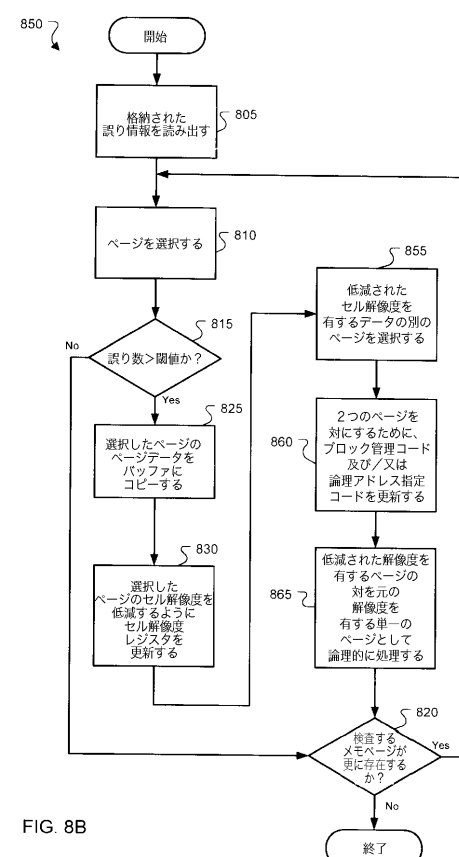 850
開始
格納された
誤り情報を読み出す
805
ページを選択する
810
誤り数>閾値か？
815
No
Yes
選択したページの
ページデータを
バッファに
コピーする
825
選択した
ページのセル解像度を
低減するように
セル解像度
レジスタを
更新する
830
低減された
セル解像度を
有するデータの別の
ページを選択する
855
2つのページを
対にするために、
ブロック管理コード
及び／又は
論理アドレス指定
コードを更新する
860
低減された解像度を
有するページの
対を元の
解像度を
有する単一の
ページとして
論理的に処理する
865
検査する
メモページが
更に存在する
か？
820
Yes
No
終了
FIG. 8B